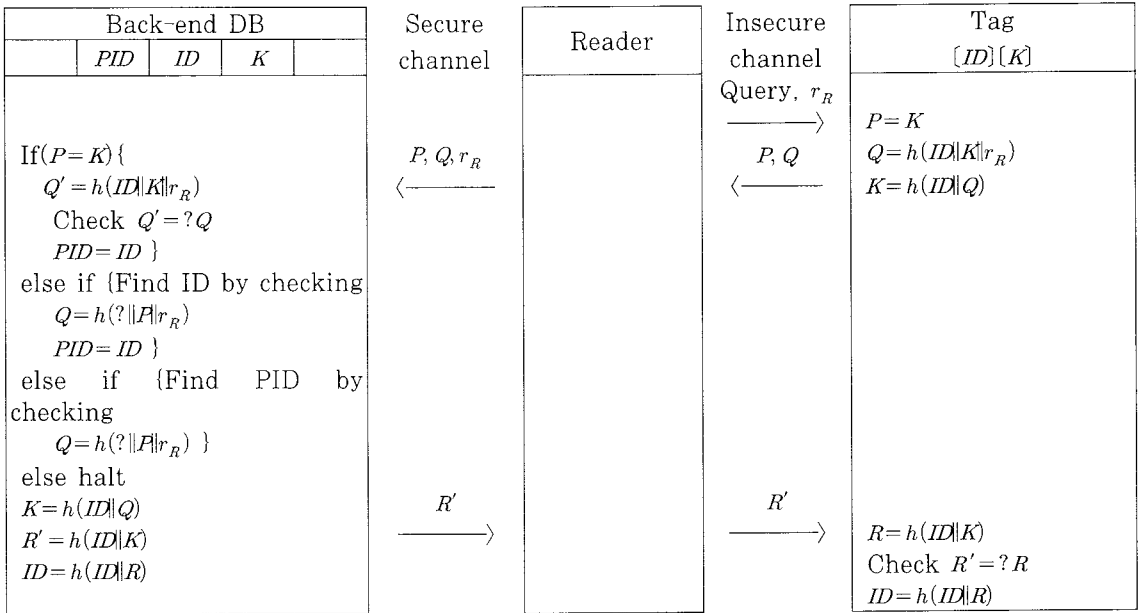 Back-end DB
PID ID K
Secure
channel
Reader
Insecure
channel
Query, r_R
Tag
[ID][K]
If(P=K){
Q′=h(ID‖K‖r_R)
Check Q′=?Q
PID=ID }
else if {Find ID by checking
Q=h(?‖P‖r_R)
PID=ID }
else if {Find PID by
checking
Q=h(?‖P‖r_R) }
else halt
K=h(ID‖Q)
R′=h(ID‖K)
ID=h(ID‖R)
P, Q, r_R
R′
P, Q
R′
P=K
Q=h(ID‖K‖r_R)
K=h(ID‖Q)
R=h(ID‖K)
Check R′=?R
ID=h(ID‖R)